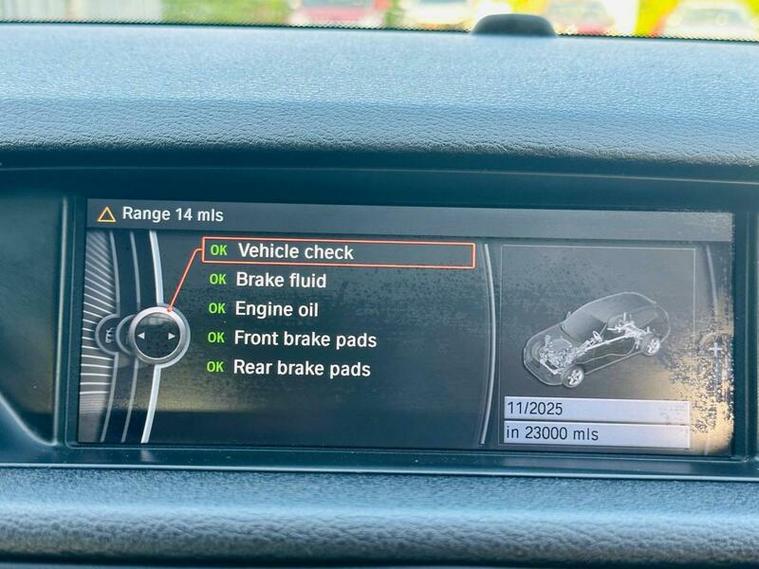 Range 14 mls
OK Vehicle check
OK Brake fluid
OK Engine oil
OK Front brake pads
OK Rear brake pads
11/2025
in 23000 mls